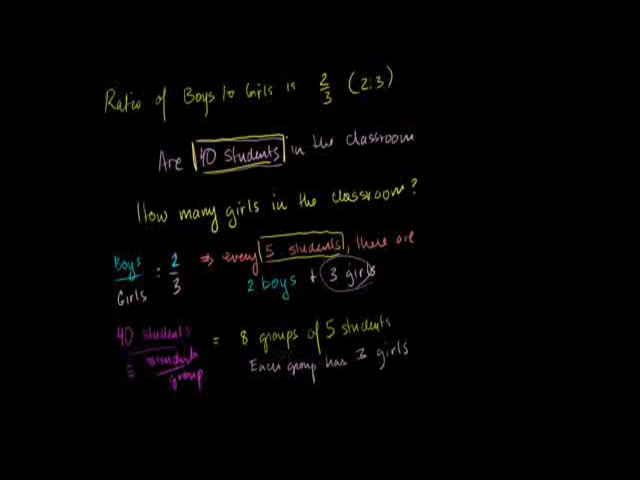 Ratio of Boys to Girls is 2/3 (2:3)
Are 40 students in the classroom
How many girls in the classroom?
Boys/Girls = 2/3 ⇒ every 5 students, there are
2 boys + 3 girls
40 students / 5 students/group = 8 groups of 5 students
Each group has 3 girls